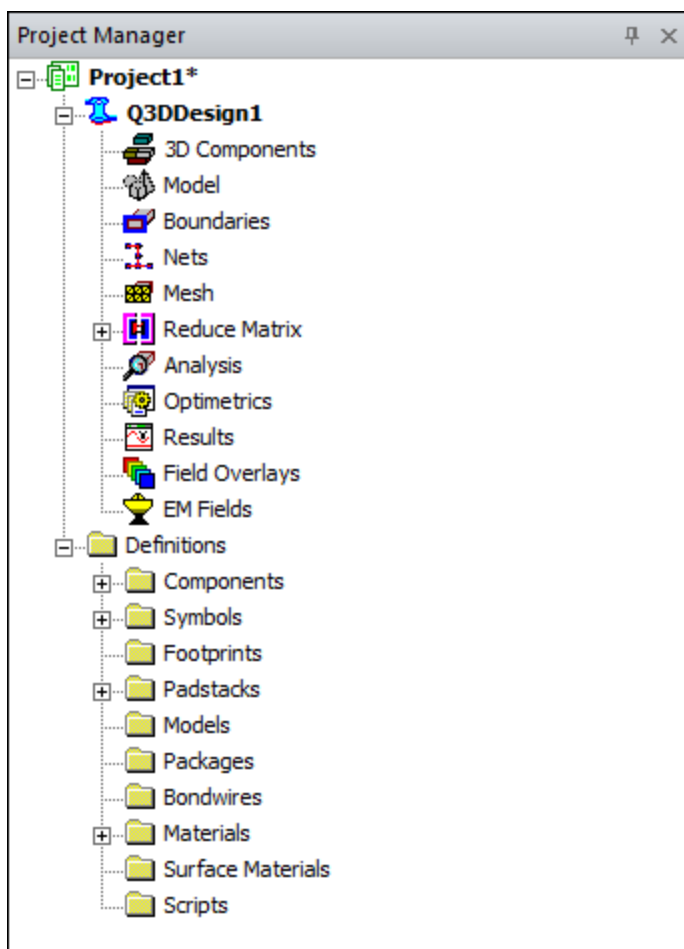 Project Manager
Project1*
Q3DDesign1
3D Components
Model
Boundaries
Nets
Mesh
Reduce Matrix
Analysis
Optimetrics
Results
Field Overlays
EM Fields
Definitions
Components
Symbols
Footprints
Padstacks
Models
Packages
Bondwires
Materials
Surface Materials
Scripts